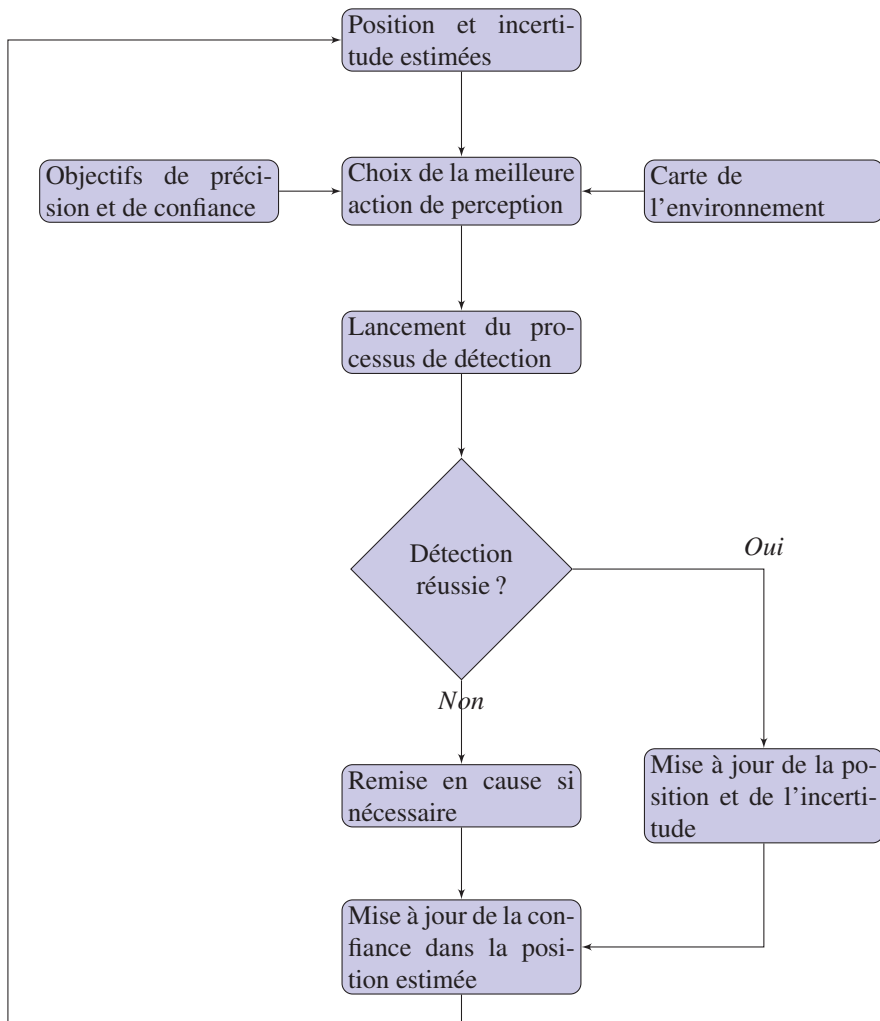 Position et incerti-
tude estimées
Objectifs de préci-
sion et de confiance
Choix de la meilleure
action de perception
Carte de
l'environnement
Lancement du pro-
cessus de détection
Détection
réussie ?
Oui
Non
Remise en cause si
nécessaire
Mise à jour de la po-
sition et de l'incerti-
tude
Mise à jour de la con-
fiance dans la posi
tion estimée